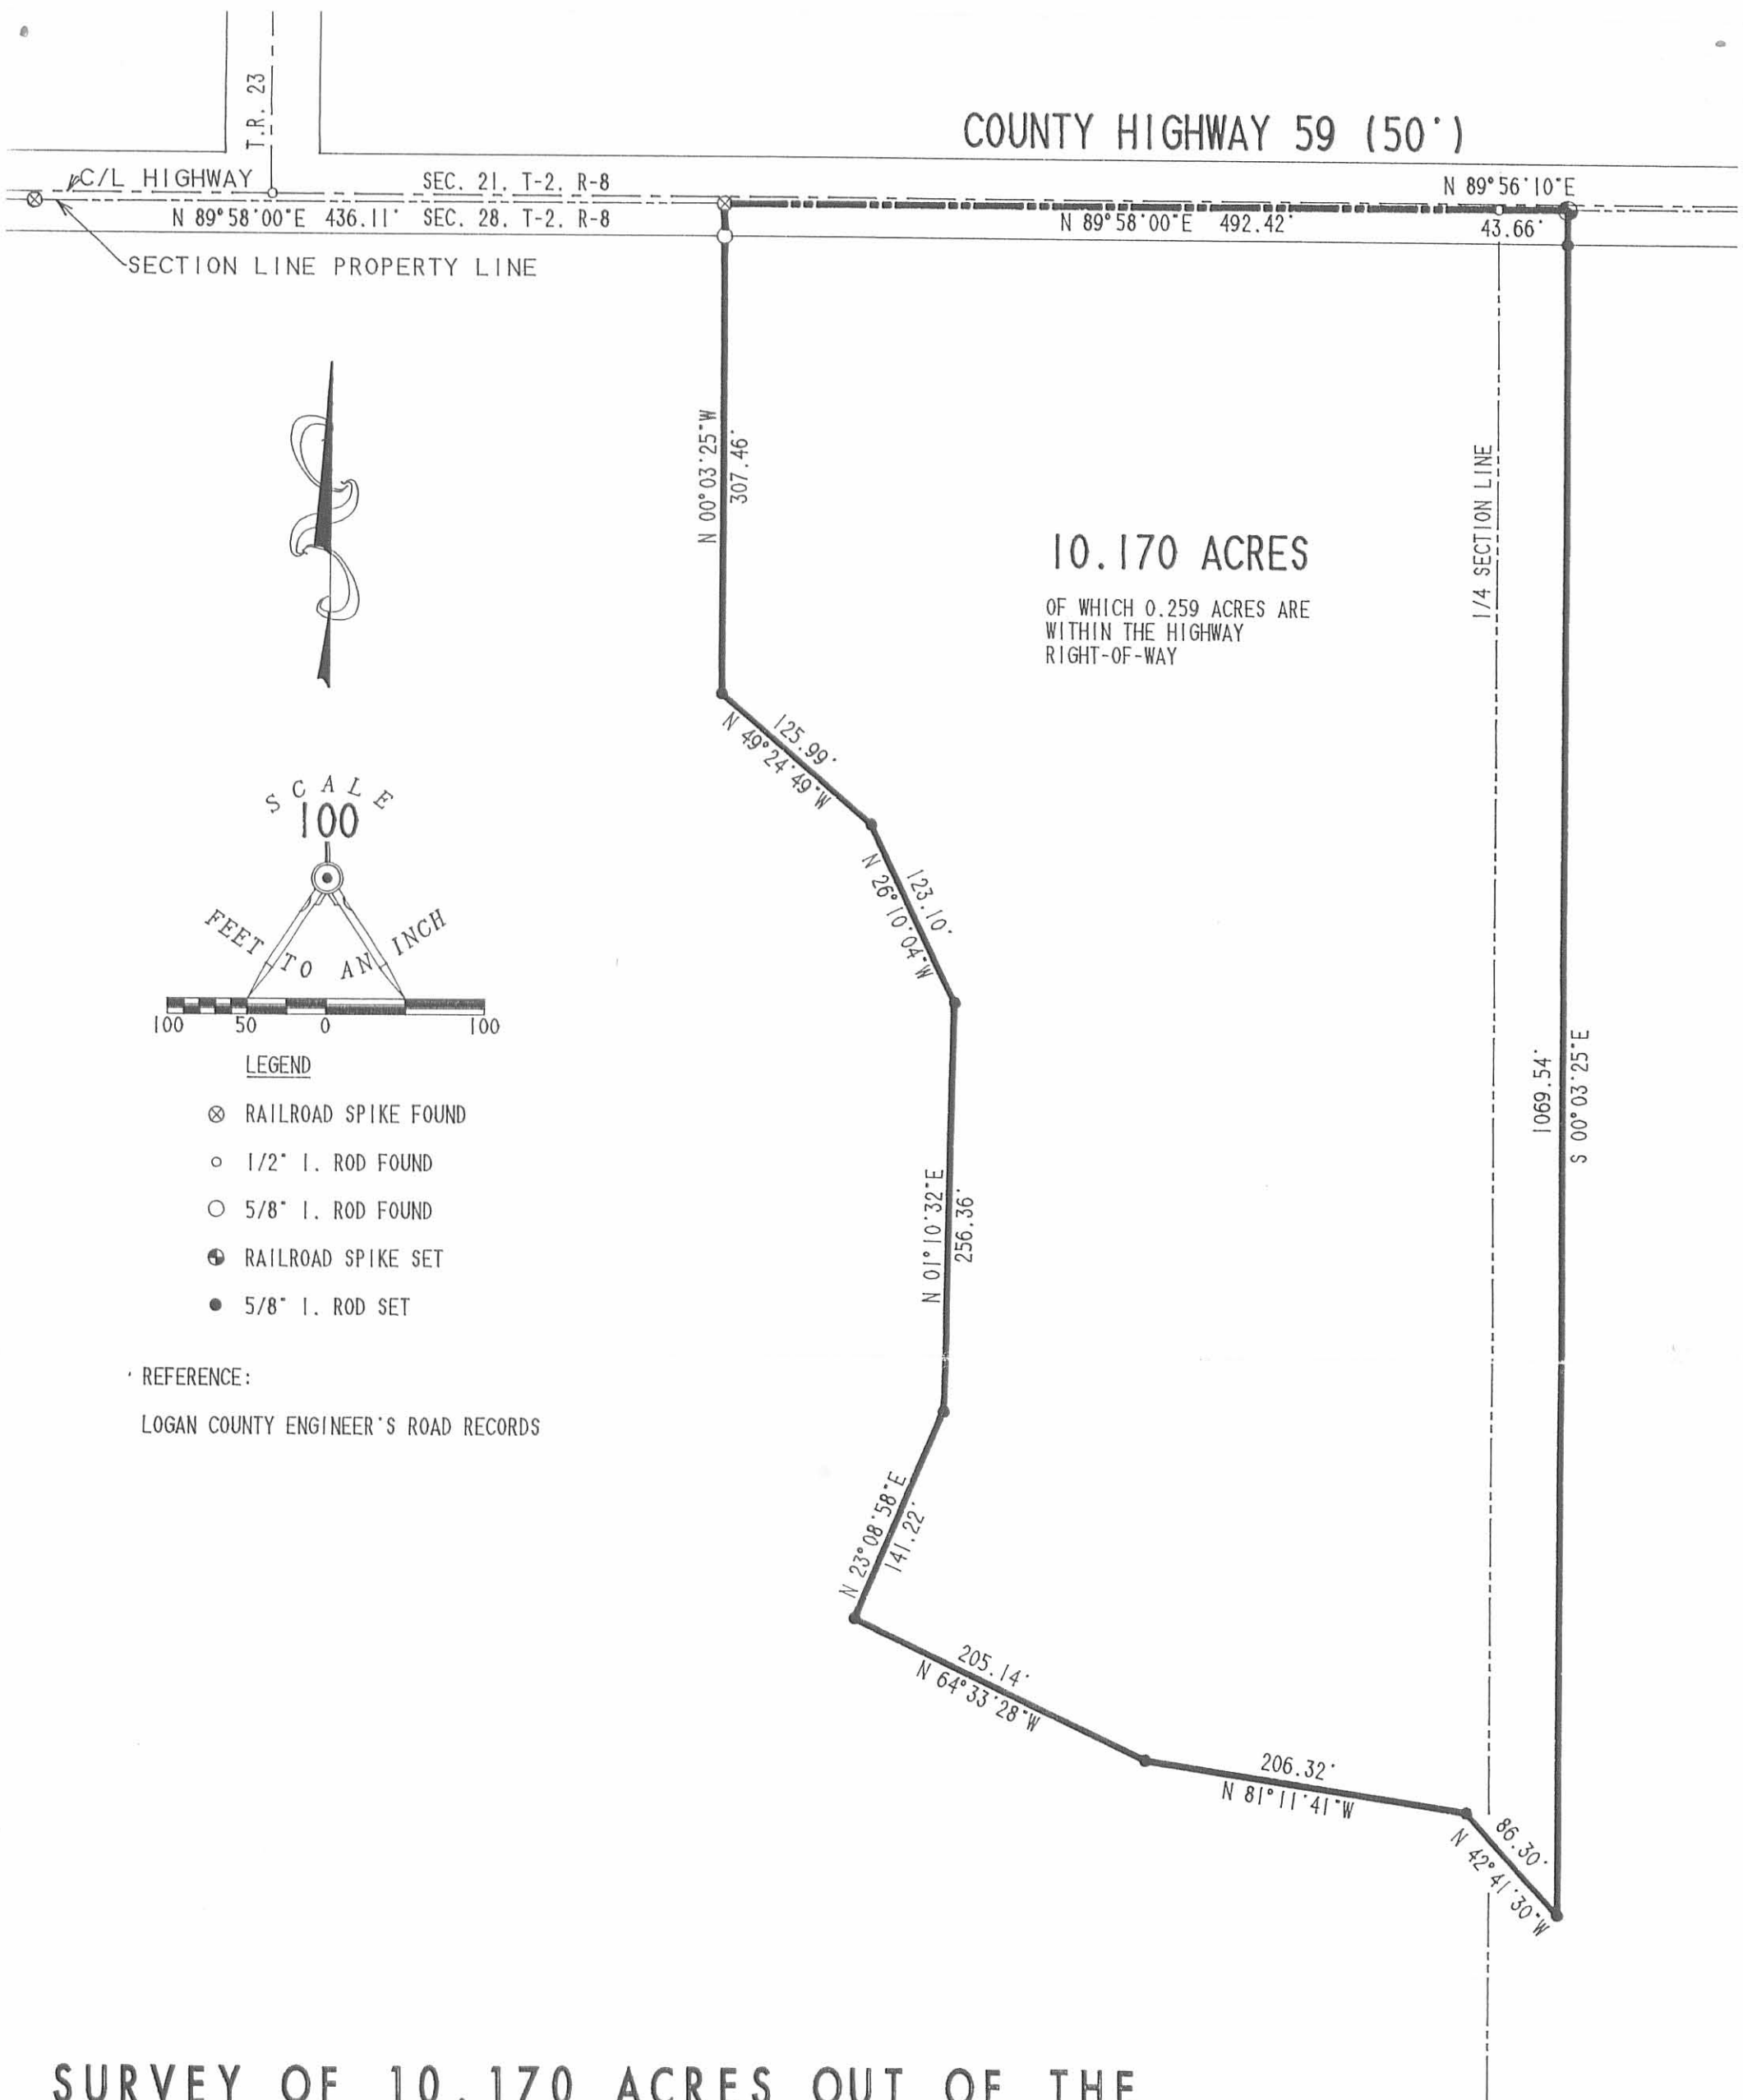 T.R. 23
COUNTY HIGHWAY 59 (50')
C/L HIGHWAY
SEC. 21, T-2, R-8
N 89°56'10"E
N 89°58'00"E 436.11' SEC. 28, T-2, R-8
N 89°58'00"E 492.42'
43.66'
SECTION LINE PROPERTY LINE
N 00°03'25"W
307.46'
1/4 SECTION LINE
10.170 ACRES
OF WHICH 0.259 ACRES ARE
WITHIN THE HIGHWAY
RIGHT-OF-WAY
125.99'
N 49°24'49"W
SCALE
100
FEET TO AN INCH
100 50 0 100
123.10'
N 26°10'04"W
LEGEND
RAILROAD SPIKE FOUND
1/2" I. ROD FOUND
5/8" I. ROD FOUND
RAILROAD SPIKE SET
5/8" I. ROD SET
1069.54'
S 00°03'25"E
N 01°10'32"E
256.36'
REFERENCE:
LOGAN COUNTY ENGINEER'S ROAD RECORDS
N 23°08'58"E
141.22'
205.14'
N 64°33'28"W
206.32'
N 81°11'41"W
86.30'
N 42°41'30"W
SURVEY OF 10.170 ACRES OUT OF THE